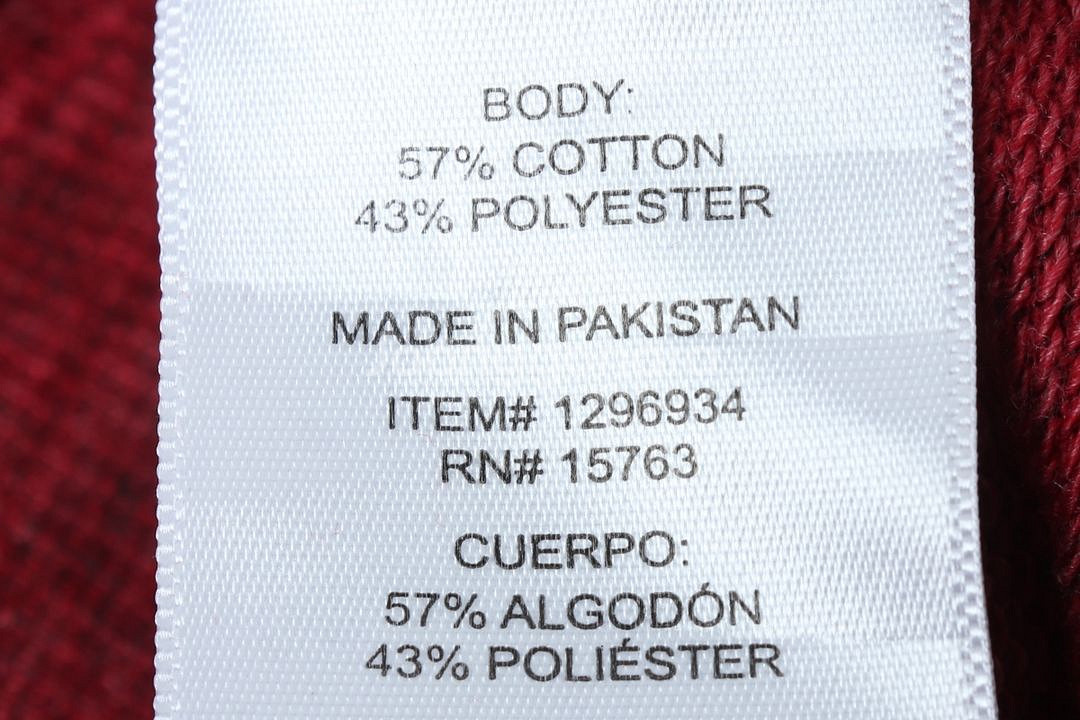 BODY:
57% COTTON
43% POLYESTER
MADE IN PAKISTAN
ITEM# 1296934
RN# 15763
CUERPO:
57% ALGODÓN
43% POLIÉSTER